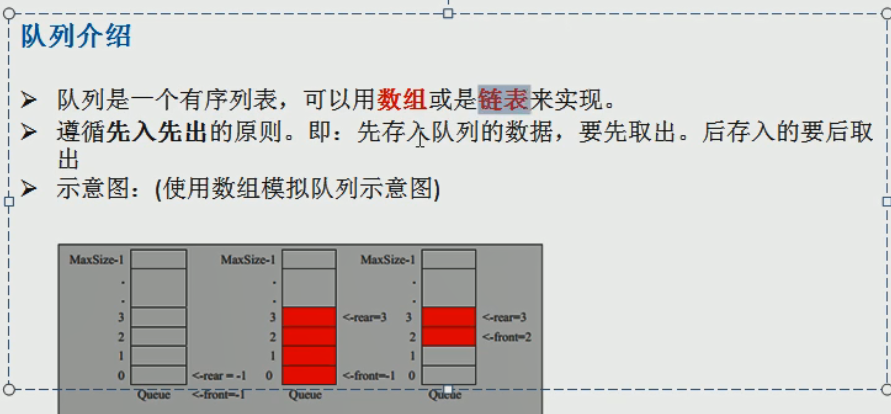 队列介绍
➤ 队列是一个有序列表，可以用数组或是链表来实现。
➤ 遵循先入先出的原则。即：先存入队列的数据，要先取出。后存入的要后取
出
➤ 示意图：(使用数组模拟队列示意图)
MaxSize-1 MaxSize-1 MaxSize-1
. . .
. . .
3 3 <-rear=3 3 <-rear=3
2 2 2 <-front=2
1 1 1
0 <-rear = -1 0 <-front=-1 0
Queue <-front=-1 Queue Queue